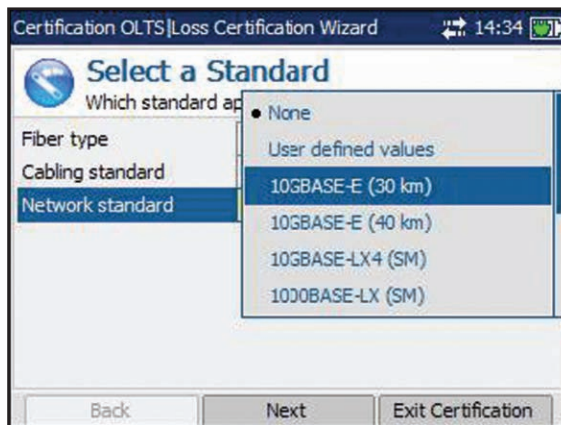 Certification OLTS|Loss Certification Wizard 14:34
Select a Standard
Which standard ap
Fiber type
Cabling standard
Network standard
None
User defined values
10GBASE-E (30 km)
10GBASE-E (40 km)
10GBASE-LX4 (SM)
1000BASE-LX (SM)
Back Next Exit Certification